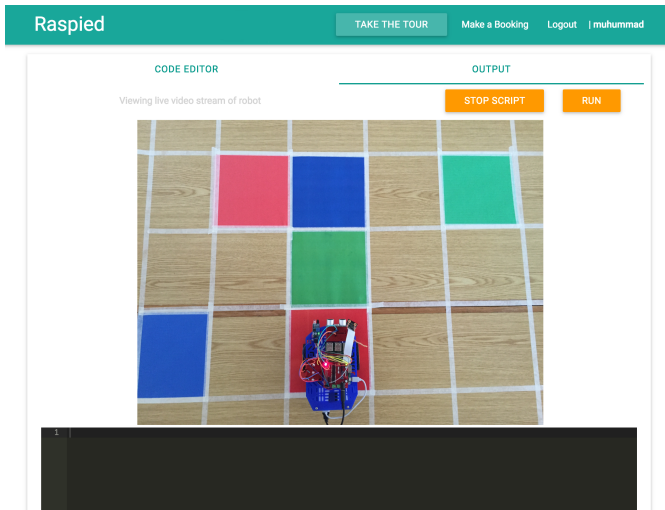 Raspied
TAKE THE TOUR Make a Booking Logout | muhummad
CODE EDITOR OUTPUT
Viewing live video stream of robot STOP SCRIPT RUN
1